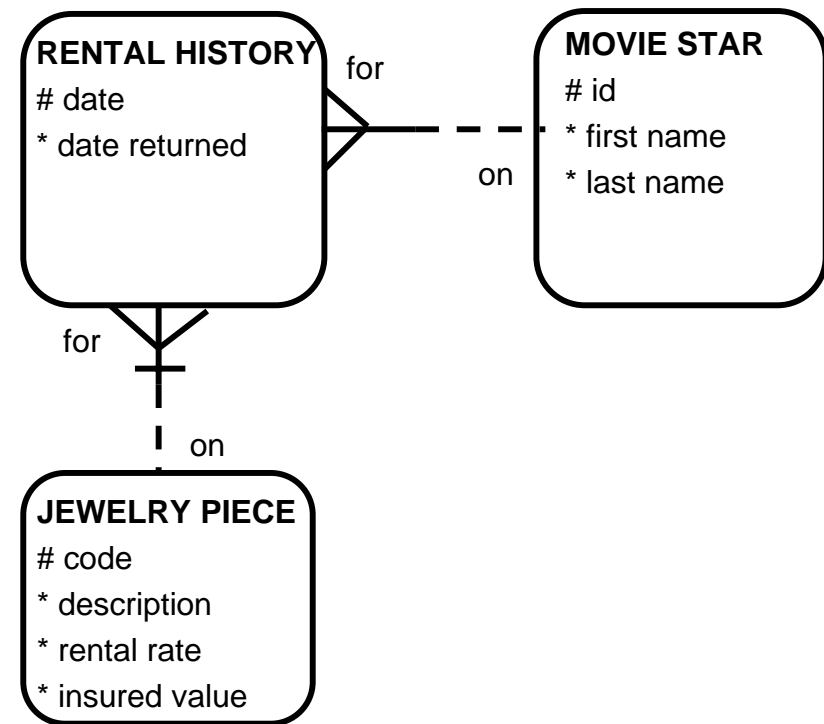 RENTAL HISTORY
# date
* date returned
for
on
MOVIE STAR
# id
* first name
* last name
for
on
JEWELRY PIECE
# code
* description
* rental rate
* insured value